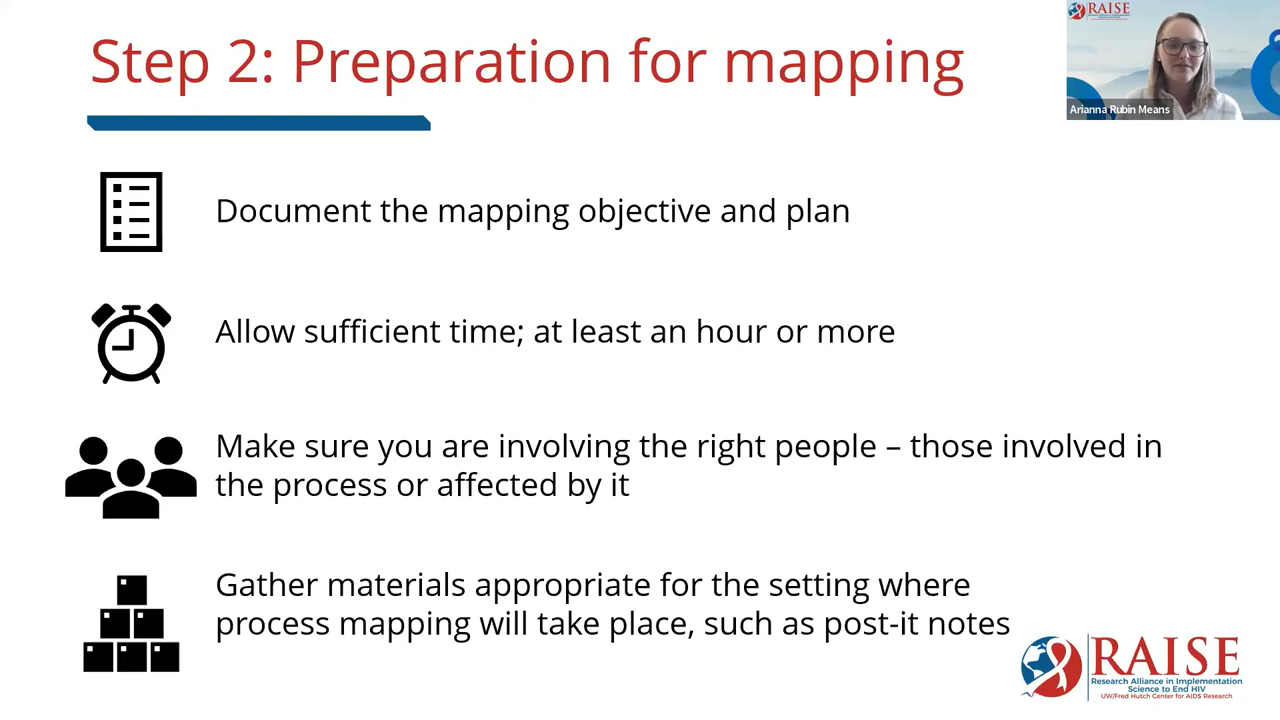 Step 2: Preparation for mapping
RAISE
Arianna Rubin Means
Document the mapping objective and plan
Allow sufficient time; at least an hour or more
Make sure you are involving the right people – those involved in
the process or affected by it
Gather materials appropriate for the setting where
process mapping will take place, such as post-it notes
RAISE
Research Alliance in Implementation
Science to End HIV
UW/Fred Hutch Center for AIDS Research